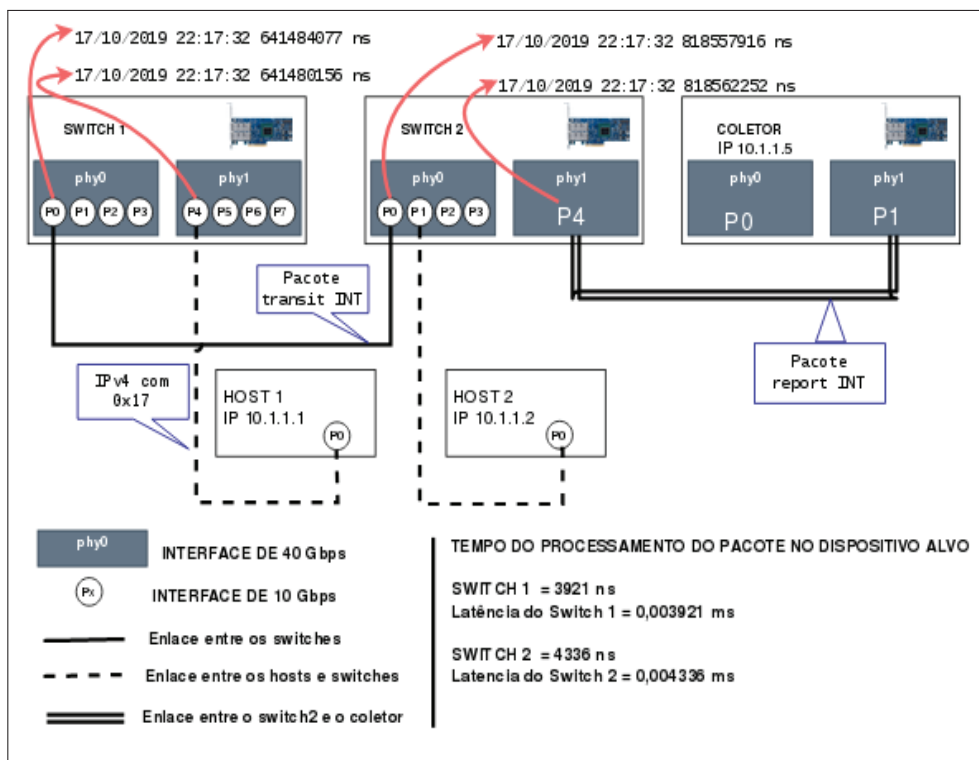 17/10/2019 22:17:32 641484077 ns
17/10/2019 22:17:32 641480156 ns
17/10/2019 22:17:32 818557916 ns
17/10/2019 22:17:32 818562252 ns
SWITCH 1
phy0
P0 P1 P2 P3
phy1
P4 P5 P6 P7
SWITCH 2
phy0
P0 P1 P2 P3
phy1
P4
COLETOR
IP 10.1.1.5
phy0
P0
phy1
P1
Pacote
transit INT
IPv4 com
0x17
Pacote
report INT
HOST 1
IP 10.1.1.1
P0
HOST 2
IP 10.1.1.2
P0
phy0
INTERFACE DE 40 Gbps
Px
INTERFACE DE 10 Gbps
Enlace entre os switches
Enlace entre os hosts e switches
Enlace entre o switch2 e o coletor
TEMPO DO PROCESSAMENTO DO PACOTE NO DISPOSITIVO ALVO
SWITCH 1 = 3921 ns
Latência do Switch 1 = 0,003921 ms
SWITCH 2 = 4336 ns
Latencia do Switch 2 = 0,004336 ms